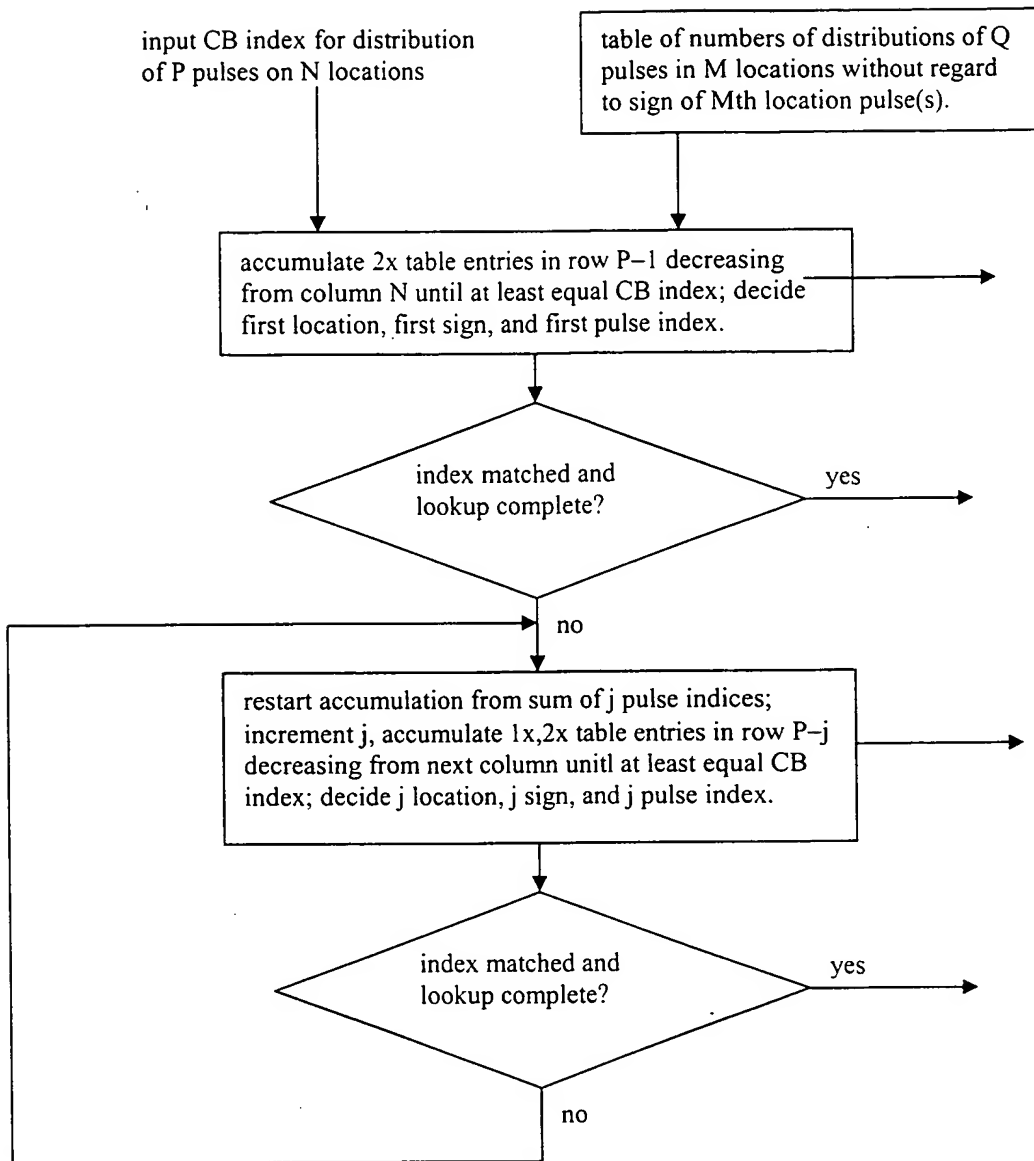 input CB index for distribution
of P pulses on N locations
table of numbers of distributions of Q
pulses in M locations without regard
to sign of Mth location pulse(s).
accumulate 2x table entries in row P–1 decreasing
from column N until at least equal CB index; decide
first location, first sign, and first pulse index.
index matched and
lookup complete?
yes
no
restart accumulation from sum of j pulse indices;
increment j, accumulate 1x,2x table entries in row P–j
decreasing from next column unitl at least equal CB
index; decide j location, j sign, and j pulse index.
index matched and
lookup complete?
yes
no